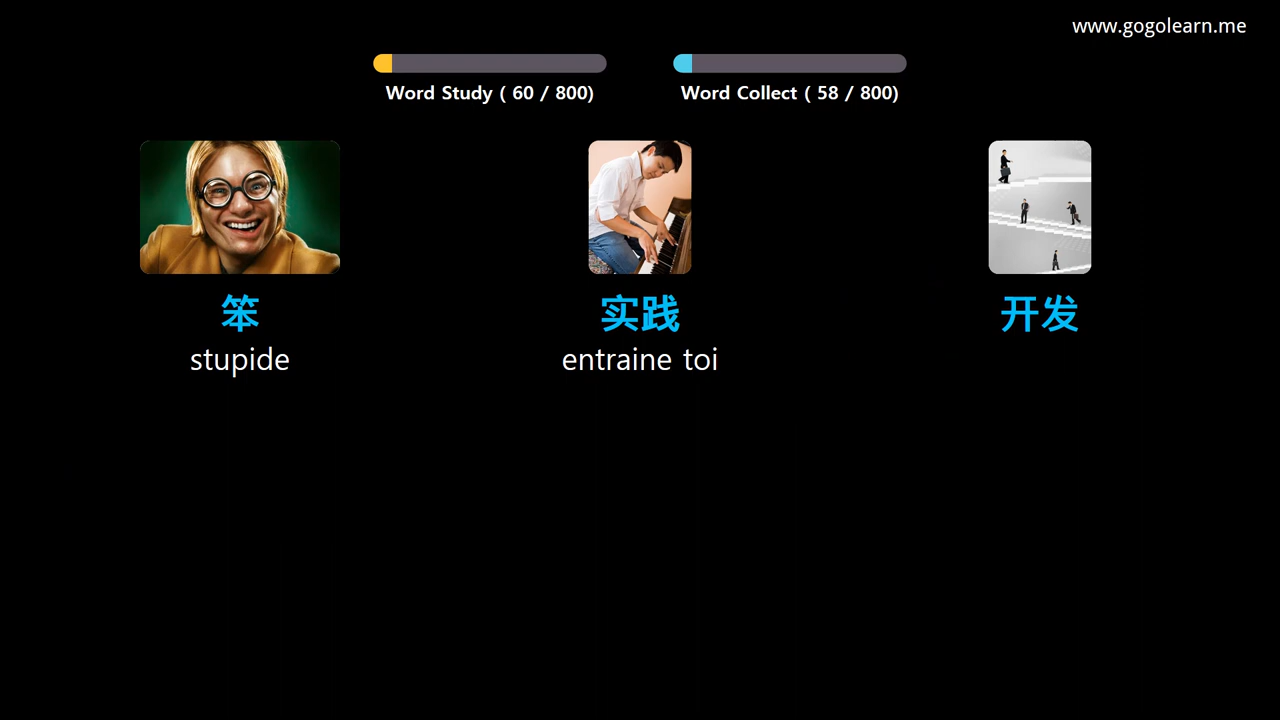 www.gogolearn.me
Word Study ( 60 / 800)
Word Collect ( 58 / 800)
笨
实践
开发
stupide
entraine toi